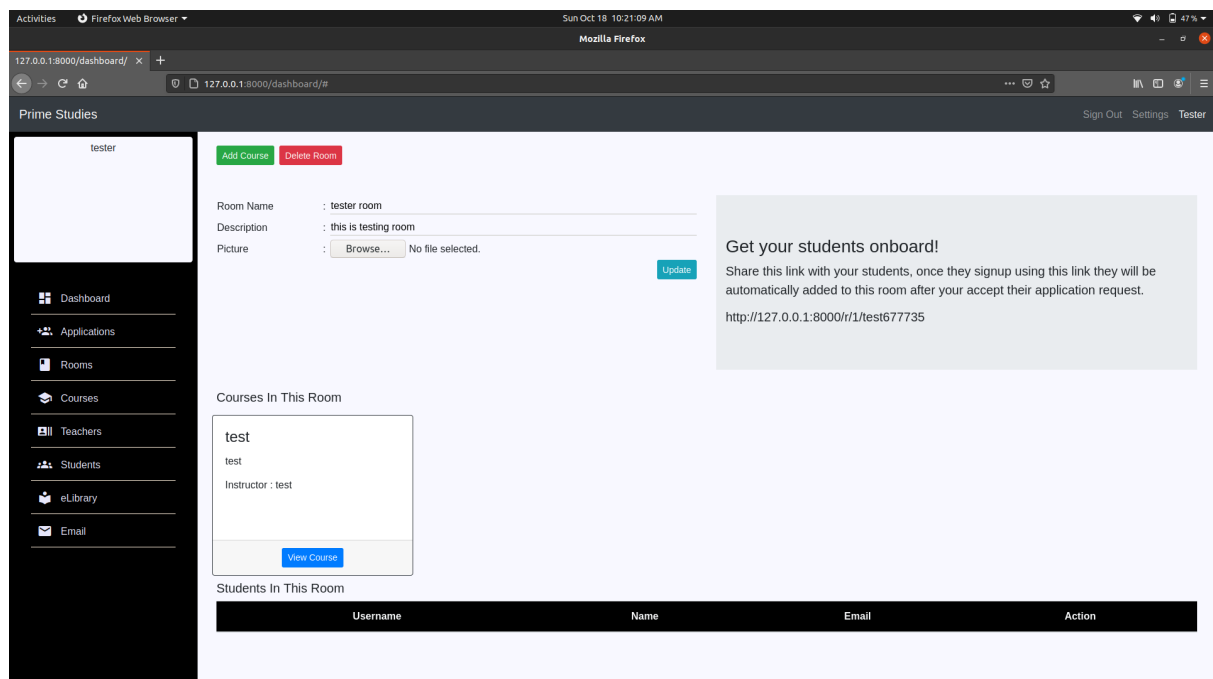 Activities Firefox Web Browser Sun Oct 18 10:21:09 AM 47 %
Mozilla Firefox
127.0.0.1:8000/dashboard/
127.0.0.1:8000/dashboard/#
Prime Studies Sign Out Settings Tester
tester
Dashboard
Applications
Rooms
Courses
Teachers
Students
eLibrary
Email
Add Course Delete Room
Room Name : tester room
Description : this is testing room
Picture : Browse... No file selected.
Update
Get your students onboard!
Share this link with your students, once they signup using this link they will be
automatically added to this room after your accept their application request.
http://127.0.0.1:8000/r/1/test677735
Courses In This Room
test
test
Instructor : test
View Course
Students In This Room
Username Name Email Action